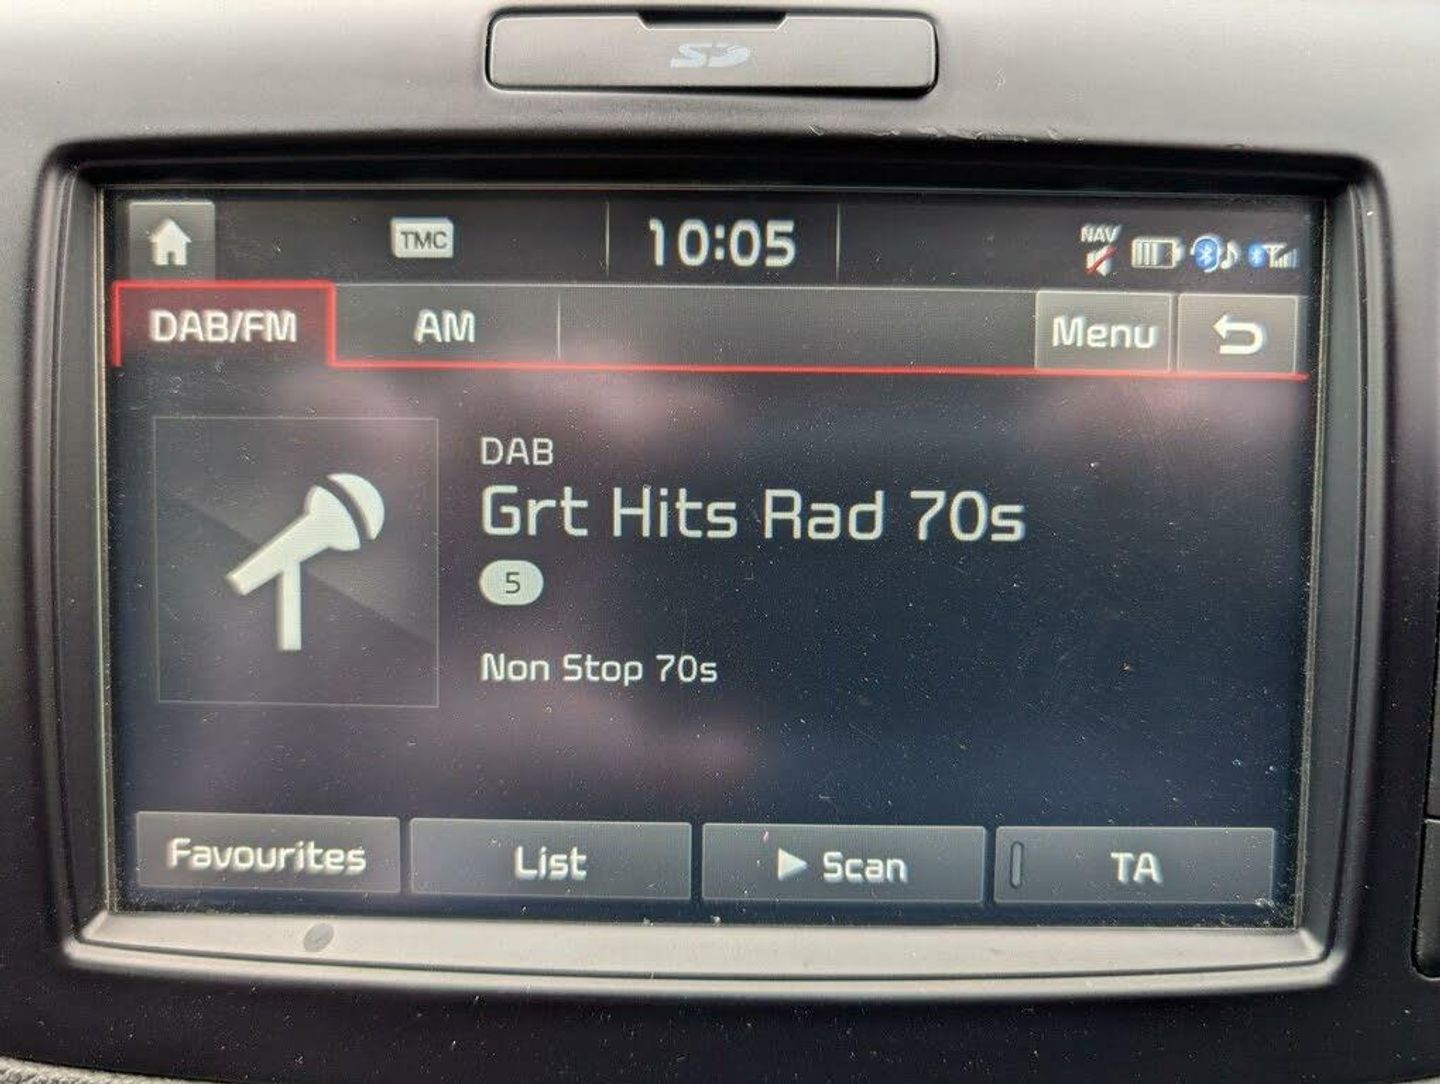 SD
TMC
10:05
NAV
DAB/FM
AM
Menu
DAB
Grt Hits Rad 70s
5
Non Stop 70s
Favourites
List
Scan
TA